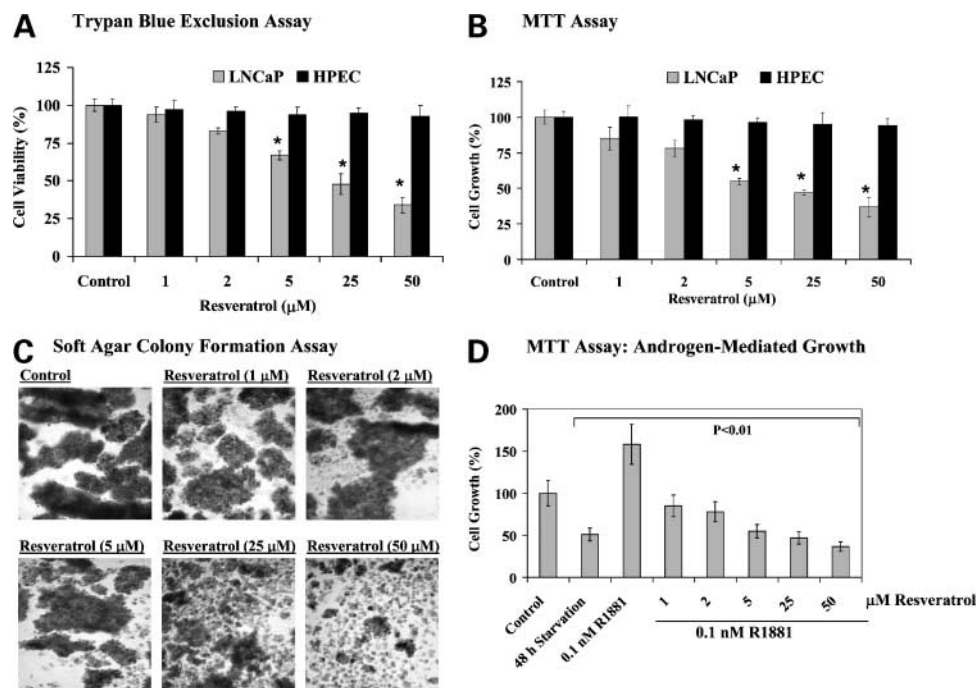 A Trypan Blue Exclusion Assay
LNCaP HPEC
125
100
75
50
25
0
Cell Viability (%)
* * *
Control 1 2 5 25 50
Resveratrol (μM)
B MTT Assay
LNCaP HPEC
125
100
75
50
25
0
Cell Growth (%)
* * *
Control 1 2 5 25 50
Resveratrol (μM)
C Soft Agar Colony Formation Assay
Control Resveratrol (1 μM) Resveratrol (2 μM)
Resveratrol (5 μM) Resveratrol (25 μM) Resveratrol (50 μM)
D MTT Assay: Androgen-Mediated Growth
200
150
100
50
0
Cell Growth (%)
P<0.01
Control 48 h Starvation 0.1 nM R1881 1 2 5 25 50 μM Resveratrol
0.1 nM R1881